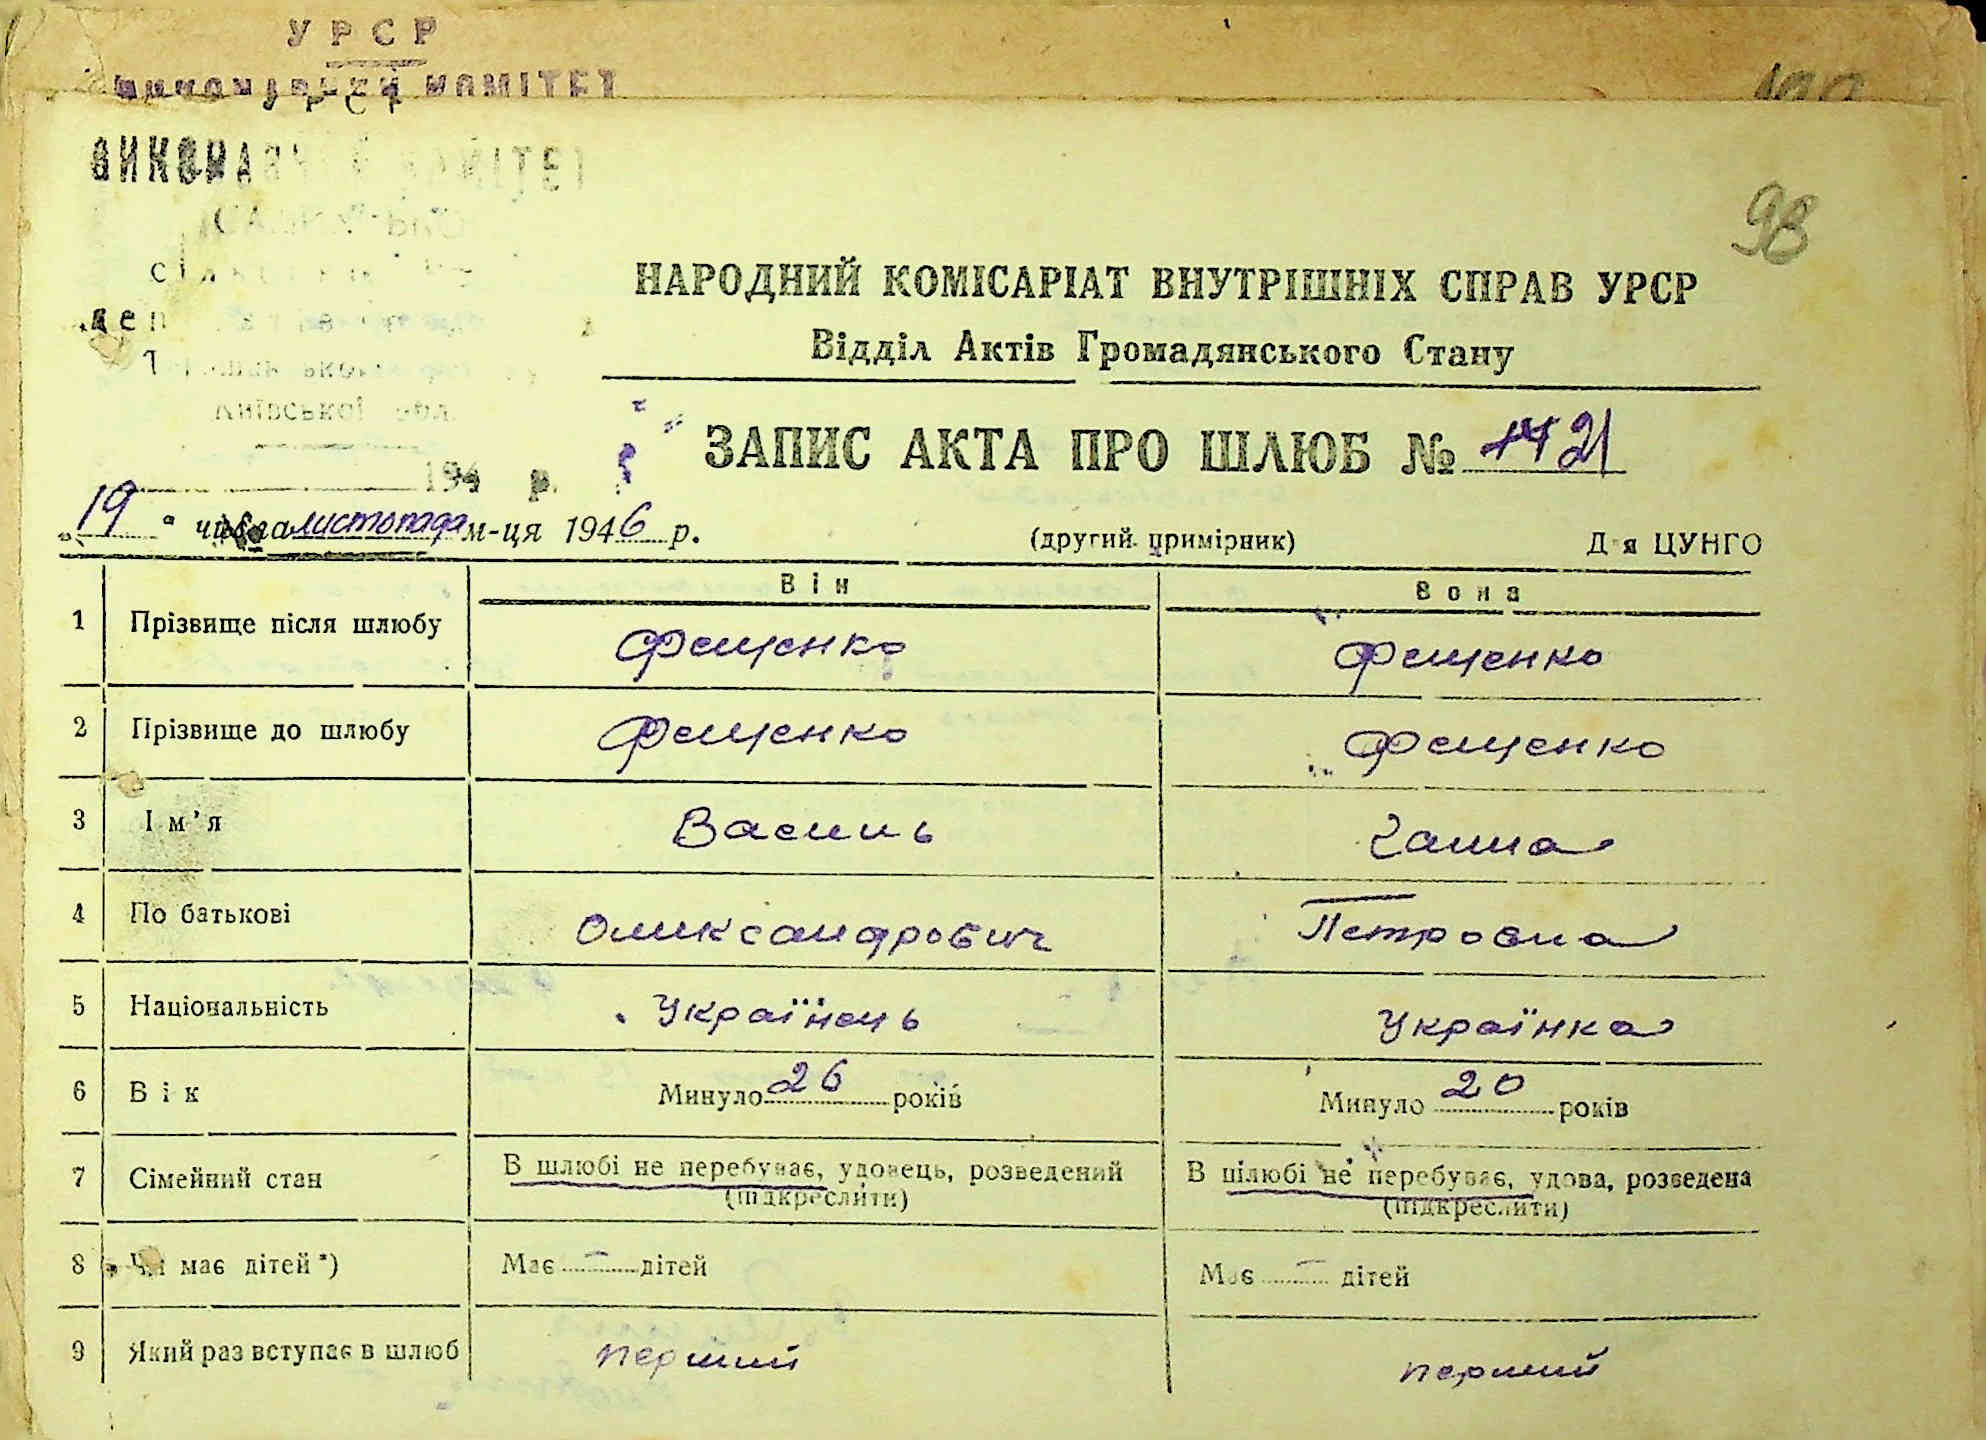 УРСР
КОМІТЕТ
98
НАРОДНИЙ КОМІСАРІАТ ВНУТРІШНІХ СПРАВ УРСР
Відділ Актів Громадянського Стану
Київської обл.
ЗАПИС АКТА ПРО ШЛЮБ № 21
194 р.
"19" числа листопада м-ця 1946 р.
(другий примірник)
Для ЦУНГО
Він
Вона
1 Прізвище після шлюбу Фещенко Фещенко
2 Прізвище до шлюбу Фещенко Фещенко
3 Ім'я Василь Ганна
4 По батькові Олександрович Петровна
5 Національність Українець Українка
6 Вік Минуло 26 років Минуло 20 років
7 Сімейний стан В шлюбі не перебуває, удовець, розведений (підкреслити) В шлюбі не перебуває, удова, розведена (підкреслити)
8 Чи має дітей *) Має — дітей Має — дітей
9 Який раз вступає в шлюб перший перший